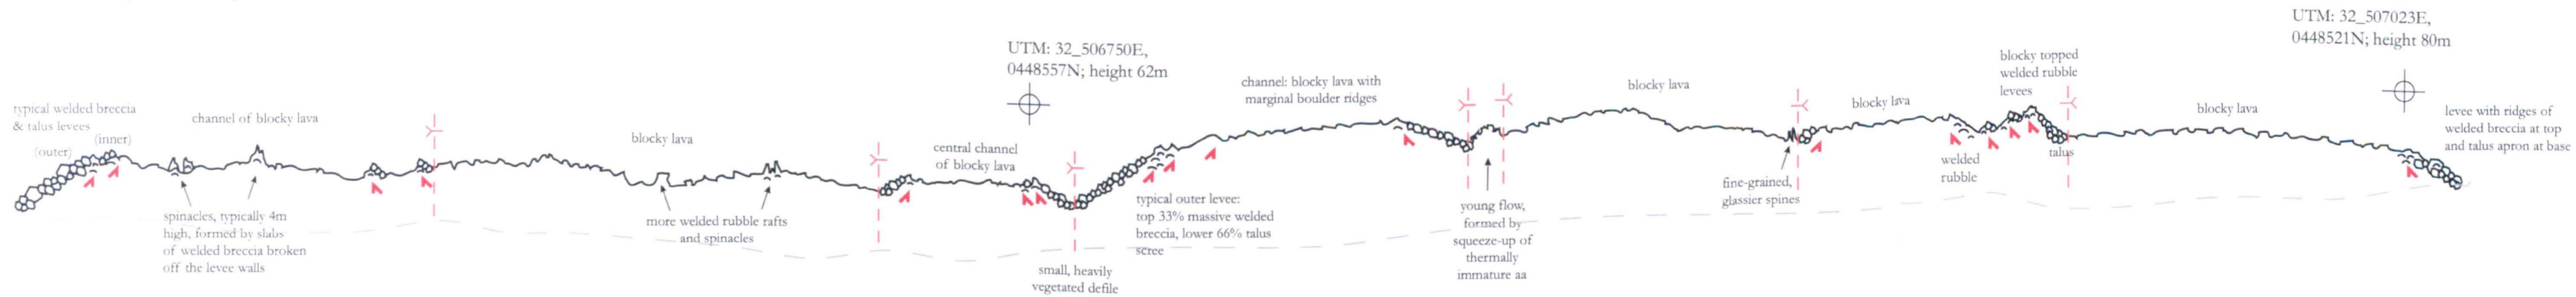 typical welded breccia
& talus levees
(inner)
(outer)
channel of blocky lava
spinacles, typically 4m
high, formed by slabs
of welded breccia broken
off the levee walls
blocky lava
more welded rubble rafts
and spinacles
central channel
of blocky lava
UTM: 32_506750E,
0448557N; height 62m
small, heavily
vegetated defile
typical outer levee:
top 33% massive welded
breccia, lower 66% talus
scree
channel: blocky lava with
marginal boulder ridges
young flow,
formed by
squeeze-up of
thermally
immature aa
blocky lava
fine-grained,
glassier spines
blocky lava
welded
rubble
blocky topped
welded rubble
levees
talus
blocky lava
UTM: 32_507023E,
0448521N; height 80m
levee with ridges of
welded breccia at top
and talus apron at base